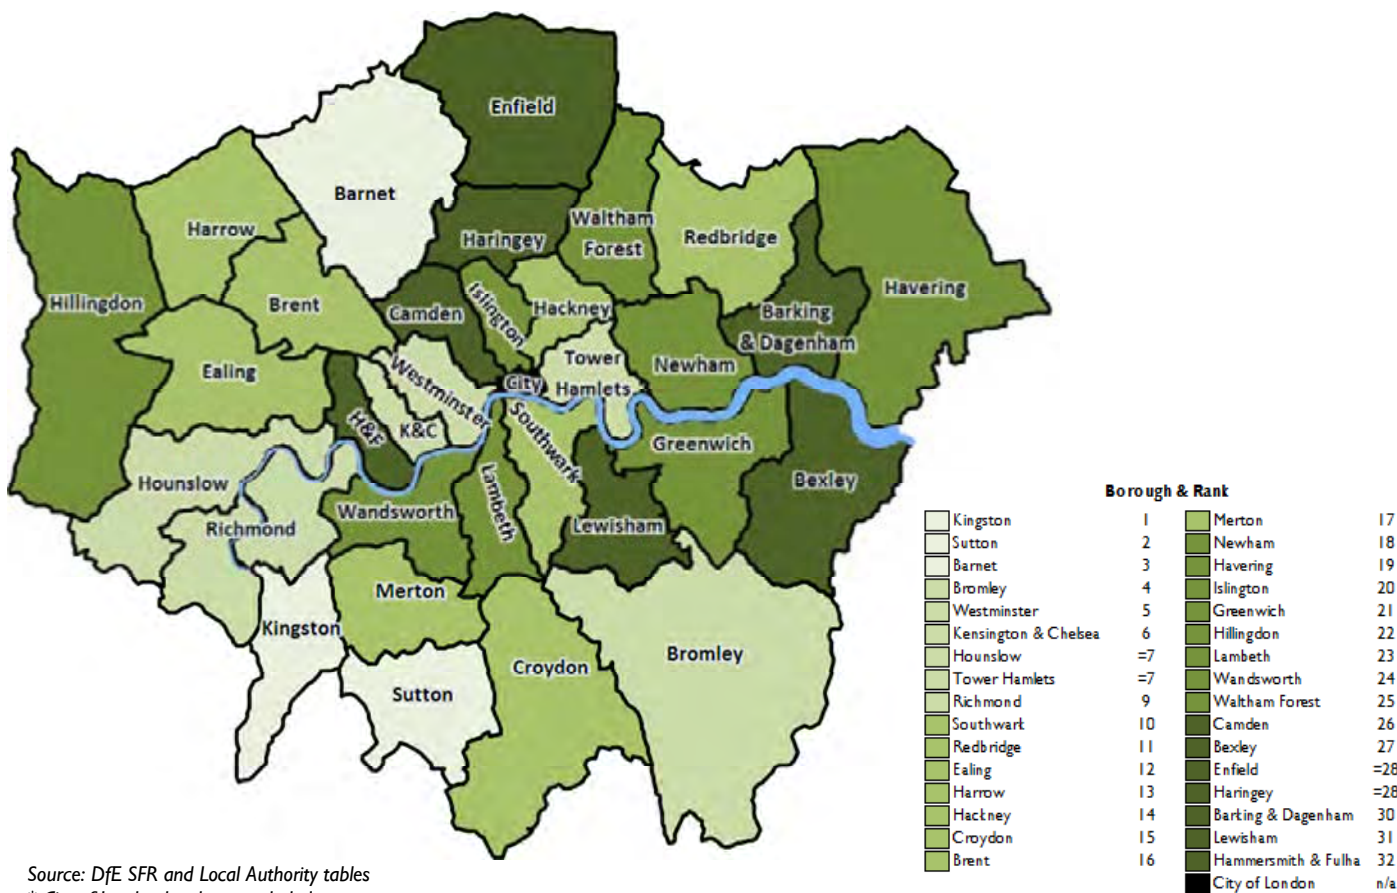 Enfield
Barnet
Waltham
Forest
Harrow
Haringey
Redbridge
Hillingdon
Brent
Camden
Islington
Hackney
Havering
Barking
& Dagenham
Ealing
Westminster
Tower
Hamlets
City
Newham
H&F
K&C
Southwark
Greenwich
Hounslow
Richmond
Wandsworth
Lambeth
Lewisham
Bexley
Merton
Kingston
Croydon
Bromley
Sutton
Borough & Rank
Kingston 1
Sutton 2
Barnet 3
Bromley 4
Westminster 5
Kensington & Chelsea 6
Hounslow =7
Tower Hamlets =7
Richmond 9
Southwark 10
Redbridge 11
Ealing 12
Harrow 13
Hackney 14
Croydon 15
Brent 16
Merton 17
Newham 18
Havering 19
Islington 20
Greenwich 21
Hillingdon 22
Lambeth 23
Wandsworth 24
Waltham Forest 25
Camden 26
Bexley 27
Enfield =28
Haringey =28
Barking & Dagenham 30
Lewisham 31
Hammersmith & Fulha 32
City of London n/a
Source: DfE SFR and Local Authority tables